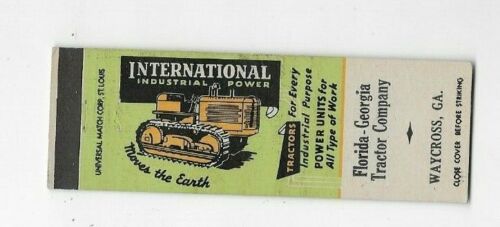 UNIVERSAL MATCH CORP., ST. LOUIS
INTERNATIONAL
INDUSTRIAL POWER
Moves the Earth
TRACTORS For Every
Industrial Purpose
POWER UNITS for
All Type of Work
Florida-Georgia
Tractor Company
WAYCROSS, GA.
CLOSE COVER BEFORE STRIKING